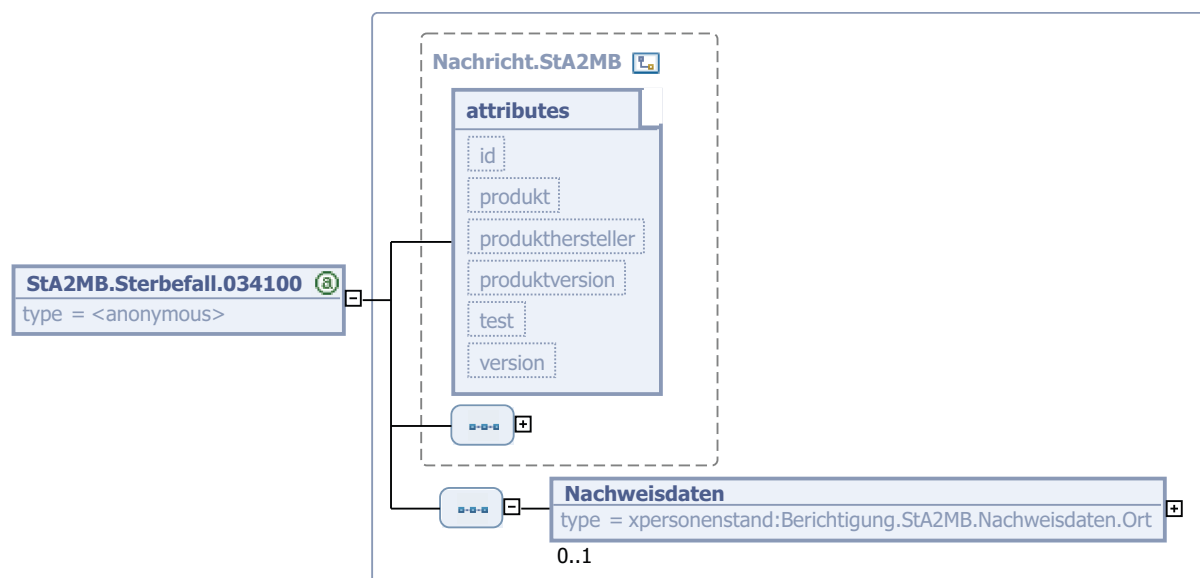 Nachricht.StA2MB
attributes
id
produkt
produkthersteller
produktversion
test
version
StA2MB.Sterbefall.034100 @
type = <anonymous>
Nachweisdaten
type = xpersonenstand:Berichtigung.StA2MB.Nachweisdaten.Ort
0..1